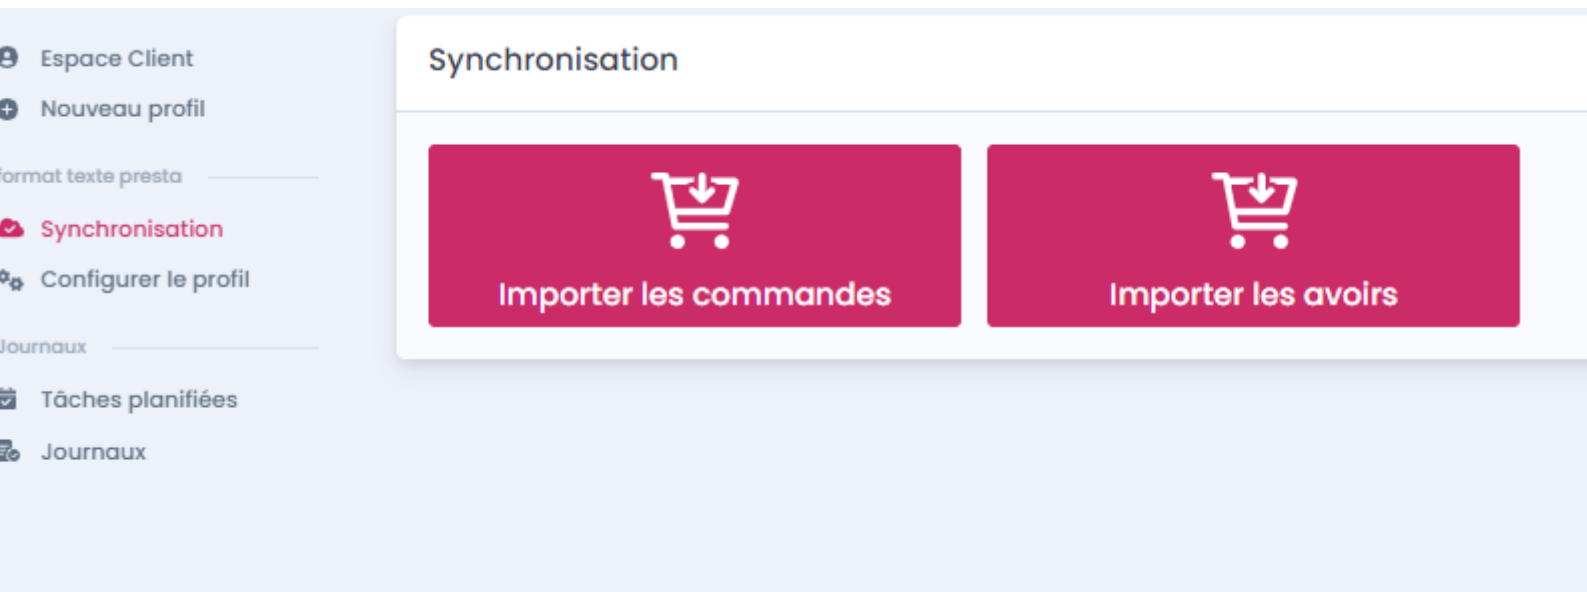 Espace Client
Nouveau profil
format texte presta
Synchronisation
Configurer le profil
Journaux
Tâches planifiées
Journaux
Synchronisation
Importer les commandes
Importer les avoirs